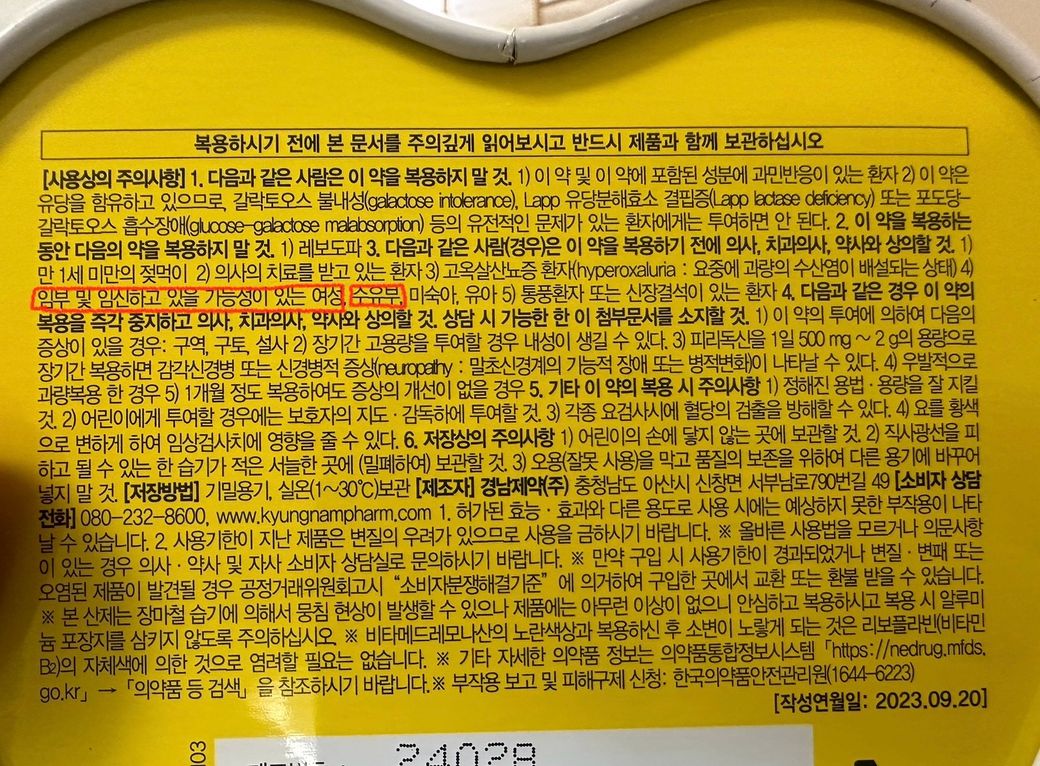 복용하시기 전에 본 문서를 주의깊게 읽어보시고 반드시 제품과 함께 보관하십시오
[사용상의 주의사항] 1. 다음과 같은 사람은 이 약을 복용하지 말 것. 1) 이 약 및 이 약에 포함된 성분에 과민반응이 있는 환자 2) 이 약은
유당을 함유하고 있으므로, 갈락토오스 불내성(galactose intolerance), Lapp 유당분해효소 결핍증(Lapp lactase deficiency) 또는 포도당-
갈락토오스 흡수장애(glucose-galactose malabsorption) 등의 유전적인 문제가 있는 환자에게는 투여하면 안 된다. 2. 이 약을 복용하는
동안 다음의 약을 복용하지 말 것. 1) 레보도파 3. 다음과 같은 사람(경우)은 이 약을 복용하기 전에 의사, 치과의사, 약사와 상의할 것. 1)
만 1세 미만의 젖먹이 2) 의사의 치료를 받고 있는 환자 3) 고옥살산뇨증 환자(hyperoxaluria : 요중에 과량의 수산염이 배설되는 상태) 4)
임부 및 임신하고 있을 가능성이 있는 여성, 수유부, 미숙아, 유아 5) 통풍환자 또는 신장결석이 있는 환자 4. 다음과 같은 경우 이 약의
복용을 즉각 중지하고 의사, 치과의사, 약사와 상의할 것. 상담 시 가능한 한 이 첨부문서를 소지할 것. 1) 이 약의 투여에 의하여 다음의
증상이 있을 경우: 구역, 구토, 설사 2) 장기간 고용량을 투여할 경우 내성이 생길 수 있다. 3) 피리독신을 1일 500 mg ~ 2 g의 용량으로
장기간 복용하면 감각신경병 또는 신경병적 증상(neuropathy : 말초신경계의 기능적 장애 또는 병적변화)이 나타날 수 있다. 4) 우발적으로
과량복용 한 경우 5) 1개월 정도 복용하여도 증상의 개선이 없을 경우 5. 기타 이 약의 복용 시 주의사항 1) 정해진 용법·용량을 잘 지킬
것. 2) 어린이에게 투여할 경우에는 보호자의 지도·감독하에 투여할 것. 3) 각종 요검사시에 혈당의 검출을 방해할 수 있다. 4) 요를 황색
으로 변하게 하여 임상검사치에 영향을 줄 수 있다. 6. 저장상의 주의사항 1) 어린이의 손에 닿지 않는 곳에 보관할 것. 2) 직사광선을 피
하고 될 수 있는 한 습기가 적은 서늘한 곳에 (밀폐하여) 보관할 것. 3) 오용(잘못 사용)을 막고 품질의 보존을 위하여 다른 용기에 바꾸어
넣지 말 것. [저장방법] 기밀용기, 실온(1~30℃)보관 [제조자] 경남제약(주) 충청남도 아산시 신창면 서부남로790번길 49 [소비자 상담
전화] 080-232-8600, www.kyungnampharm.com 1. 허가된 효능·효과와 다른 용도로 사용 시에는 예상하지 못한 부작용이 나타
날 수 있습니다. 2. 사용기한이 지난 제품은 변질의 우려가 있으므로 사용을 금하시기 바랍니다. ※ 올바른 사용법을 모르거나 의문사항
이 있는 경우 의사·약사 및 자사 소비자 상담실로 문의하시기 바랍니다. ※ 만약 구입 시 사용기한이 경과되었거나 변질·변패 또는
오염된 제품이 발견될 경우 공정거래위원회고시 “소비자분쟁해결기준” 에 의거하여 구입한 곳에서 교환 또는 환불 받을 수 있습니다.
※ 본 산제는 장마철 습기에 의해서 뭉침 현상이 발생할 수 있으나 제품에는 아무런 이상이 없으니 안심하고 복용하시고 복용 시 알루미
늄 포장지를 삼키지 않도록 주의하십시오. ※ 비타메드레모나산의 노란색상과 복용하신 후 소변이 노랗게 되는 것은 리보플라빈(비타민
B₂)의 자체색에 의한 것으로 염려할 필요는 없습니다. ※ 기타 자세한 의약품 정보는 의약품통합정보시스템「https://nedrug.mfds.
go.kr」→「의약품 등 검색」을 참조하시기 바랍니다.※ 부작용 보고 및 피해구제 신청: 한국의약품안전관리원(1644-6223)
[작성연월일: 2023.09.20]
24028